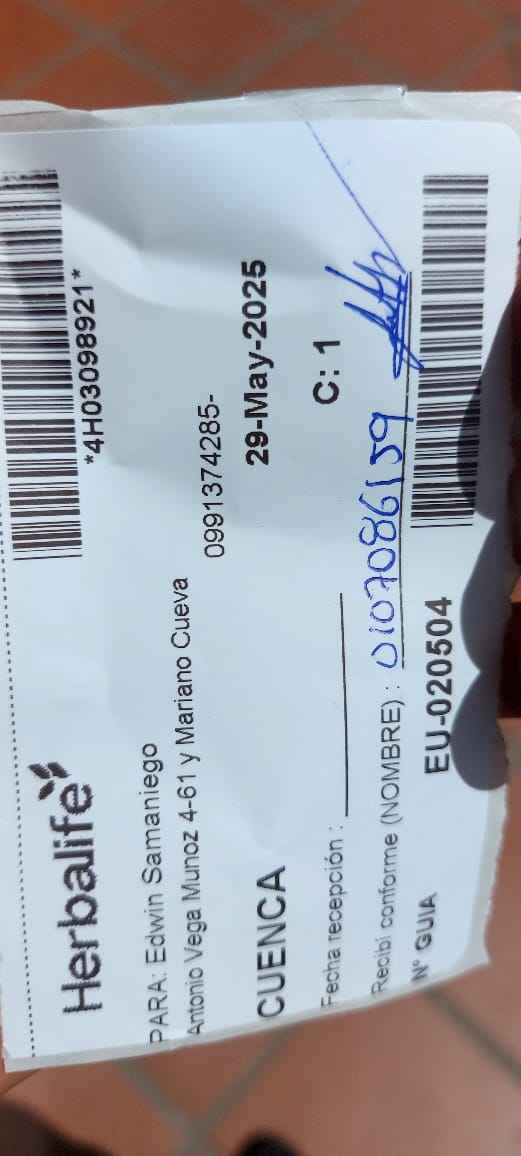 Herbalife
*4H03098921*
PARA: Edwin Samaniego
Antonio Vega Munoz 4-61 y Mariano Cueva
0991374285-
CUENCA
29-May-2025
Fecha recepción :
C: 1
Recibí conforme (NOMBRE) : 0107086159
N° GUIA EU-020504